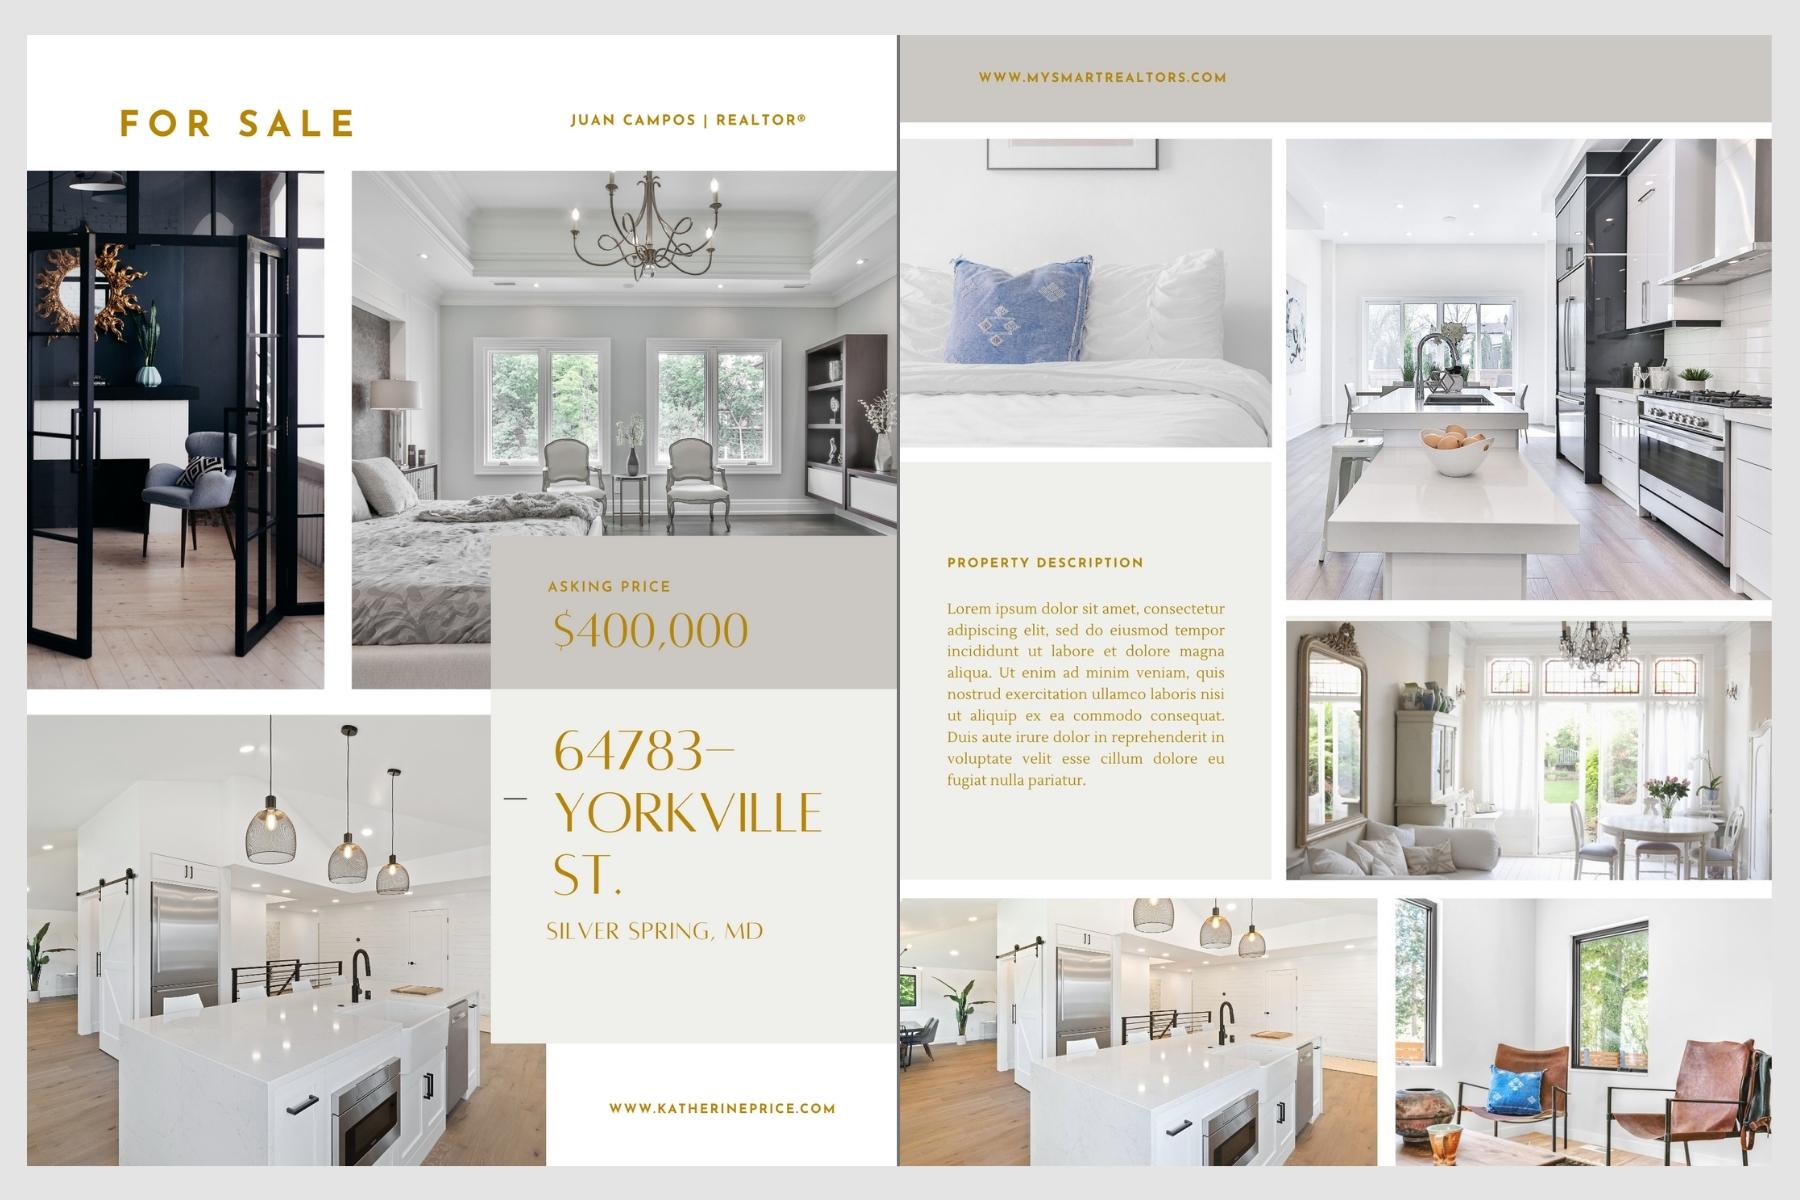 FOR SALE
JUAN CAMPOS | REALTOR®
ASKING PRICE
$400,000
64783–
YORKVILLE
ST.
SILVER SPRING, MD
WWW.KATHERINEPRICE.COM
WWW.MYSMARTREALTORS.COM
PROPERTY DESCRIPTION
Lorem ipsum dolor sit amet, consectetur
adipiscing elit, sed do eiusmod tempor
incididunt ut labore et dolore magna
aliqua. Ut enim ad minim veniam, quis
nostrud exercitation ullamco laboris nisi
ut aliquip ex ea commodo consequat.
Duis aute irure dolor in reprehenderit in
voluptate velit esse cillum dolore eu
fugiat nulla pariatur.